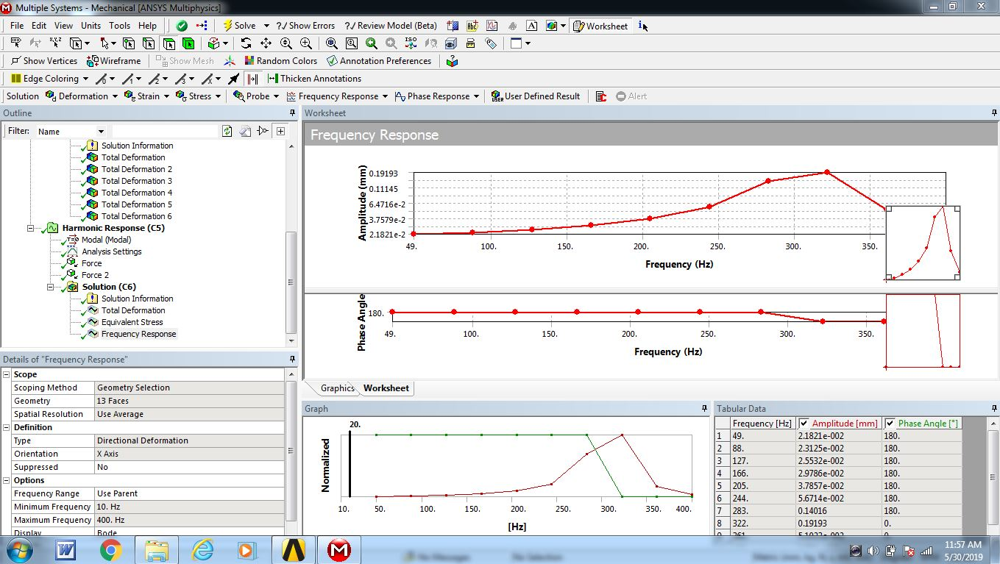 Multiple Systems - Mechanical [ANSYS Multiphysics]
File Edit View Units Tools Help Solve ?/ Show Errors ?/ Review Model (Beta) Worksheet
Show Vertices Wireframe Show Mesh Random Colors Annotation Preferences
Edge Coloring Thicken Annotations
Solution Deformation Strain Stress Probe Frequency Response Phase Response User Defined Result Alert
Outline
Filter: Name
Solution Information
Total Deformation
Total Deformation 2
Total Deformation 3
Total Deformation 4
Total Deformation 5
Total Deformation 6
Harmonic Response (C5)
Modal (Modal)
Analysis Settings
Force
Force 2
Solution (C6)
Solution Information
Total Deformation
Equivalent Stress
Frequency Response
Details of "Frequency Response"
Scope
Scoping Method Geometry Selection
Geometry 13 Faces
Spatial Resolution Use Average
Definition
Type Directional Deformation
Orientation X Axis
Suppressed No
Options
Frequency Range Use Parent
Minimum Frequency 10. Hz
Maximum Frequency 400. Hz
Display Bode
Worksheet
Frequency Response
Amplitude (mm)
0.19193
0.11145
6.4716e-2
3.7579e-2
2.1821e-2
49. 100. 150. 200. 250. 300. 350.
Frequency (Hz)
Phase Angle
180.
49. 100. 150. 200. 250. 300. 350.
Frequency (Hz)
Graphics Worksheet
Graph
20.
Normalized
10. 50. 100. 150. 200. 250. 300. 350. 400.
[Hz]
Tabular Data
Frequency [Hz] Amplitude [mm] Phase Angle [°]
1 49. 2.1821e-002 180.
2 88. 2.3125e-002 180.
3 127. 2.5532e-002 180.
4 166. 2.9786e-002 180.
5 205. 3.7857e-002 180.
6 244. 5.6714e-002 180.
7 283. 0.14016 180.
8 322. 0.19193 0.
11:57 AM
5/30/2019